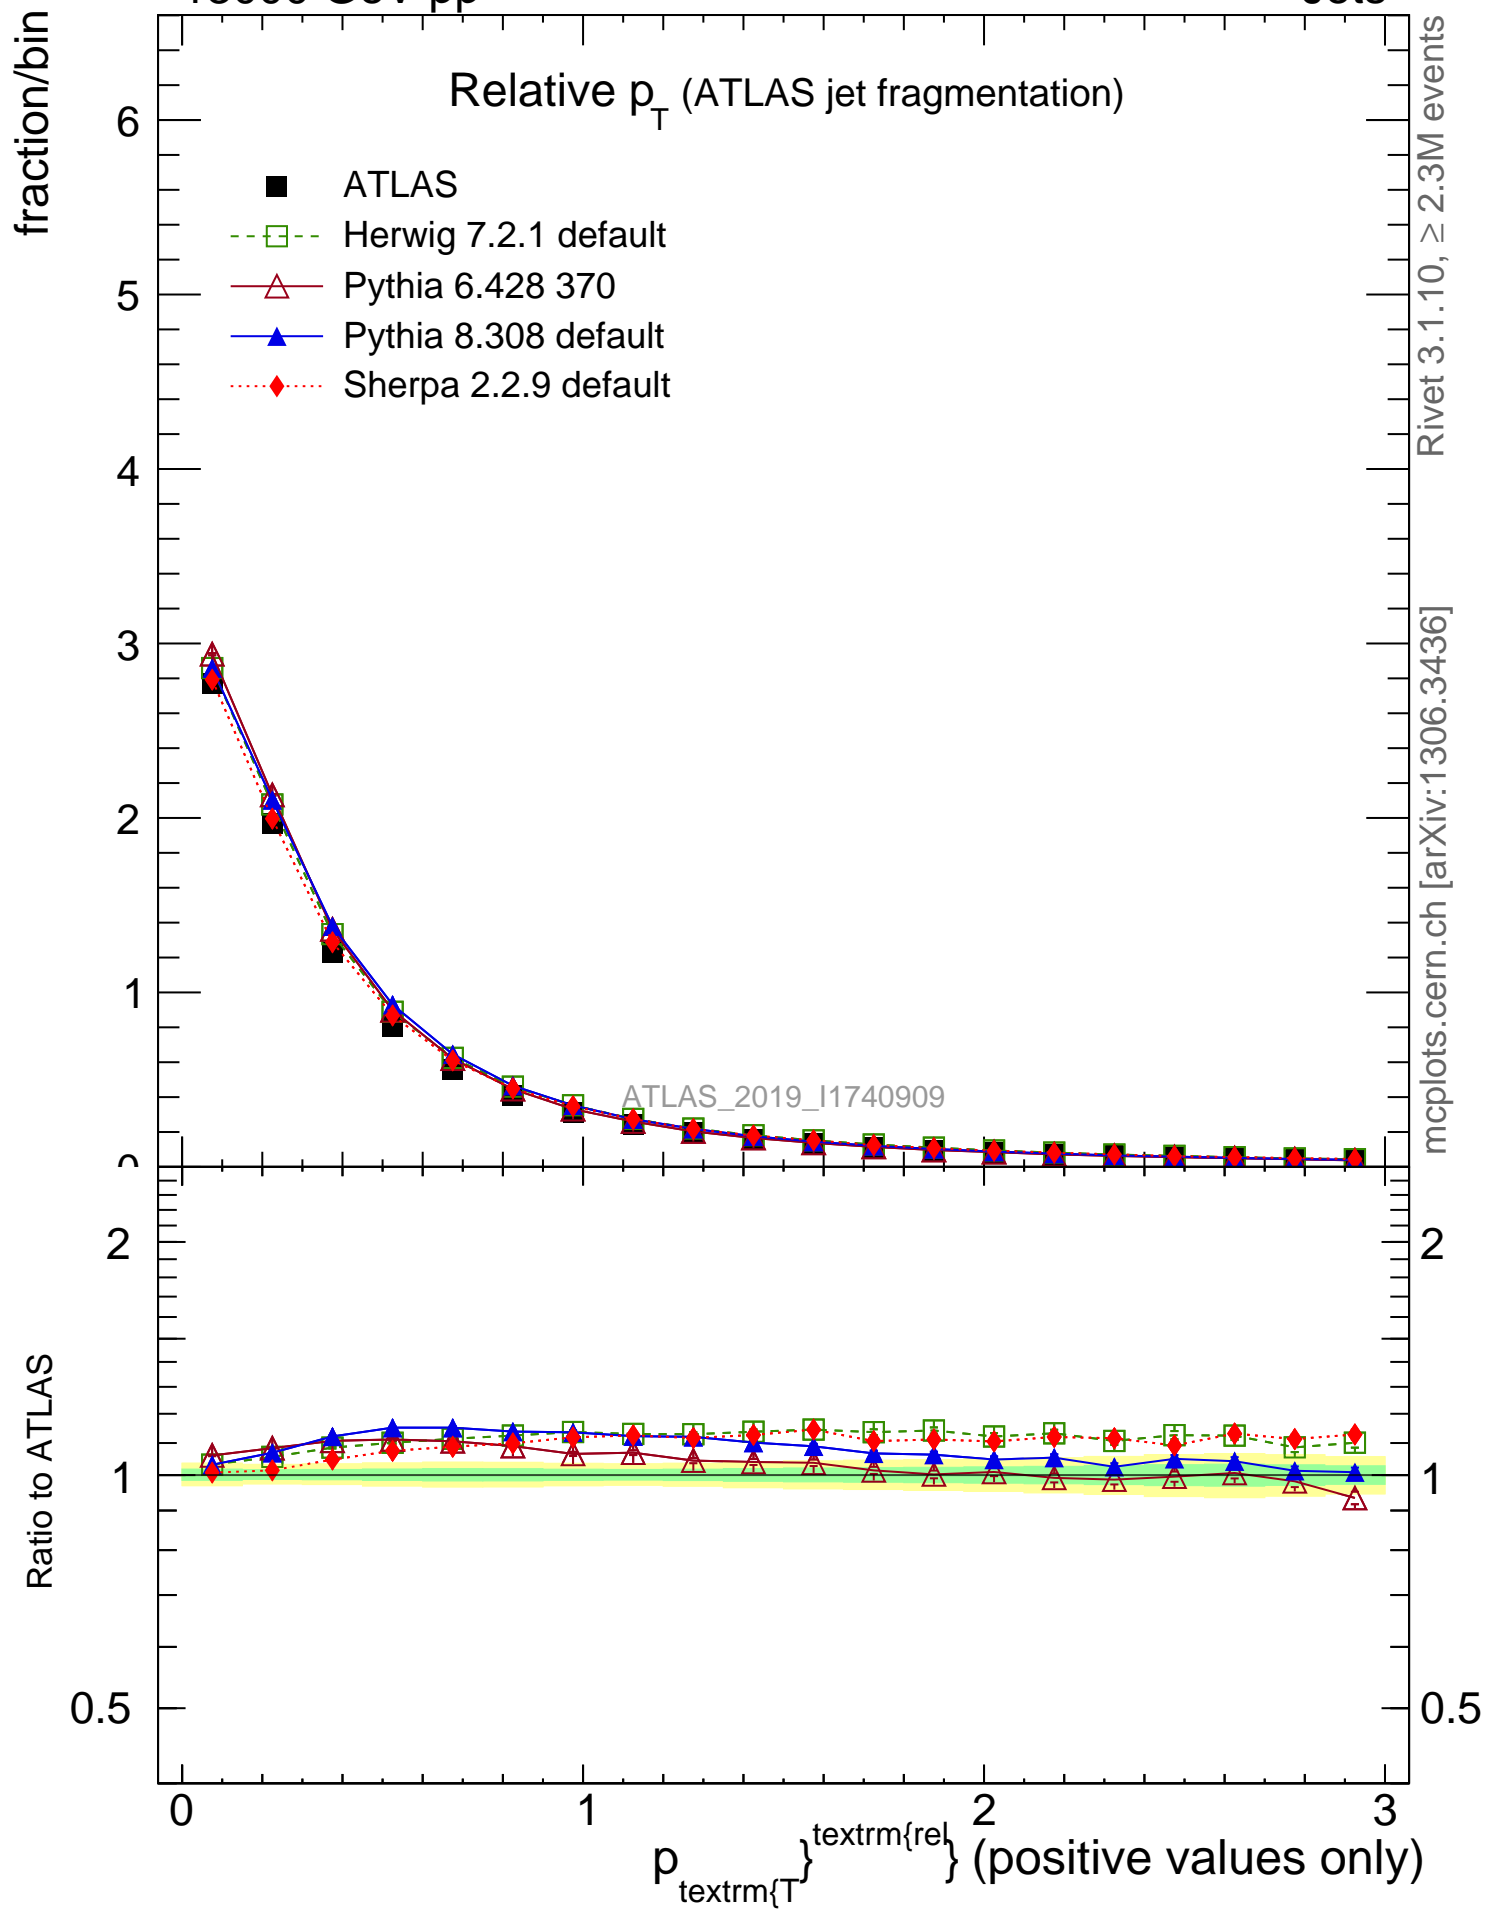 fraction/bin
Relative p_T (ATLAS jet fragmentation)
ATLAS
Herwig 7.2.1 default
Pythia 6.428 370
Pythia 8.308 default
Sherpa 2.2.9 default
6
5
4
3
2
1
0
ATLAS_2019_I1740909
Rivet 3.1.10, ≥ 2.3M events
mcplots.cern.ch [arXiv:1306.3436]
Ratio to ATLAS
2
1
0.5
2
1
0.5
0 1 2 3
p_textrm{T}^textrm{rel} (positive values only)